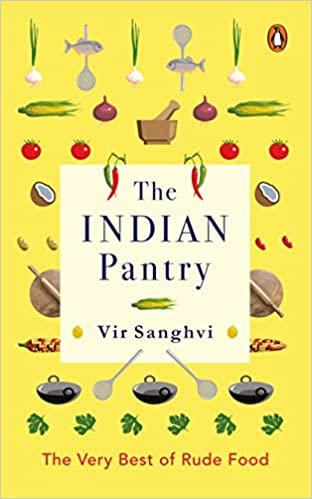 The
INDIAN
Pantry
Vir Sanghvi
The Very Best of Rude Food